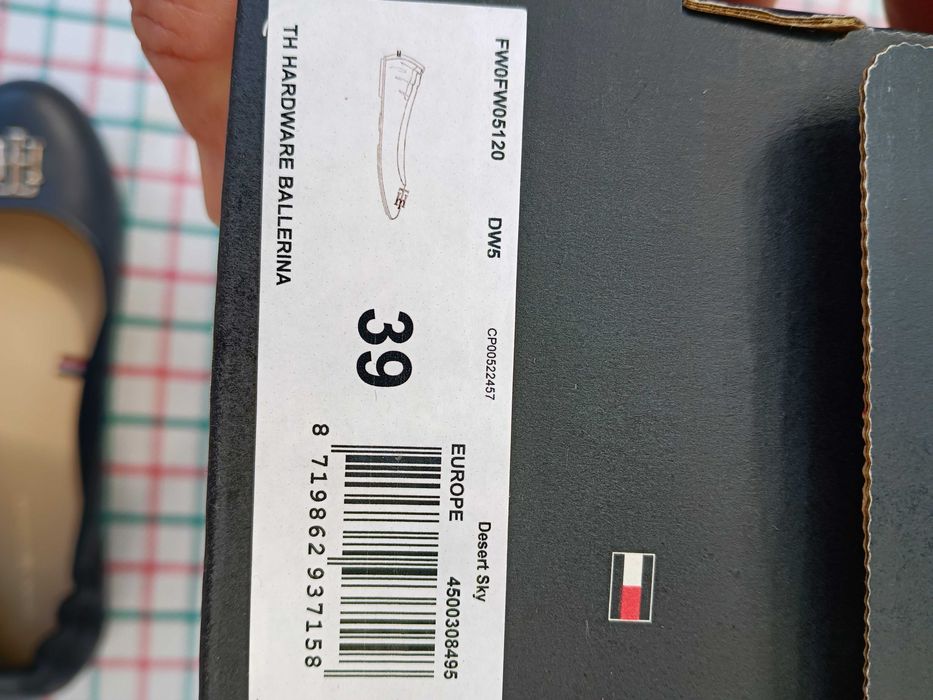 FW0FW05120 DW5 CP00522457 Desert Sky
EUROPE 4500308495
39
8 719862 937158
TH HARDWARE BALLERINA